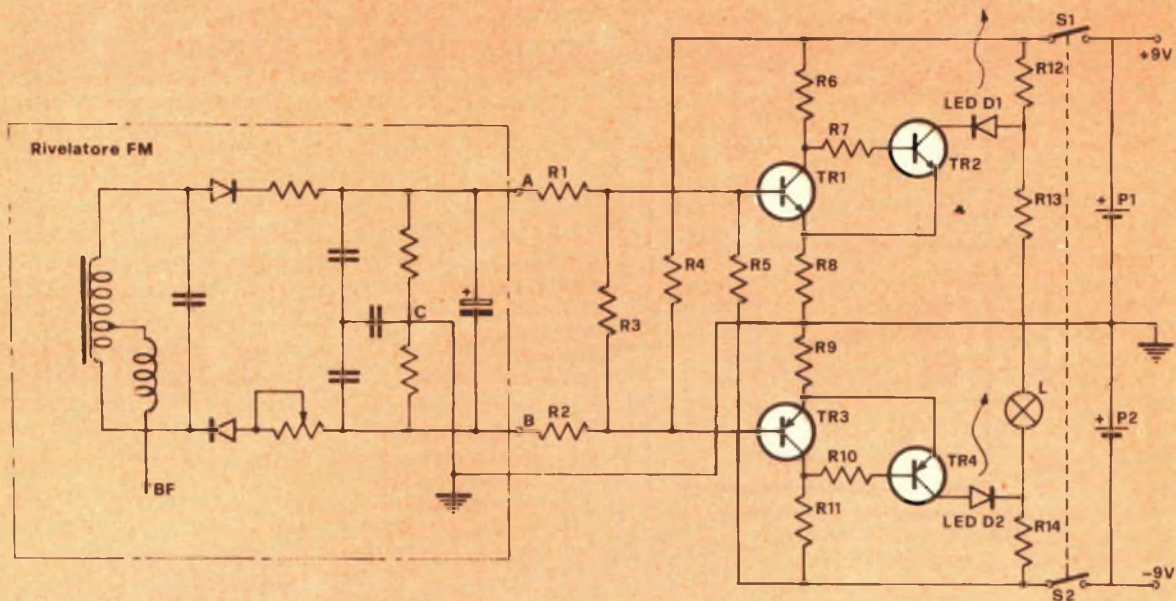 S1
+9V
R6
R12
LED D1
Rivelatore FM
R7
TR2
A
R1
TR1
R13
+
P1
R4
R5
R8
+
C
R3
R9
L
R2
B
TR3
+
P2
R10
TR4
BF
R11
LED D2
R14
-9V
S2